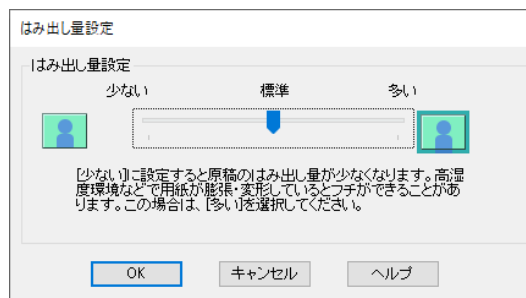 はみ出し量設定
はみ出し量設定
少ない 標準 多い
[少ない]に設定すると原稿のはみ出し量が少なくなります。高湿
度環境などで用紙が膨張・変形しているとフチができることがあ
ります。この場合は、[多い]を選択してください。
OK キャンセル ヘルプ